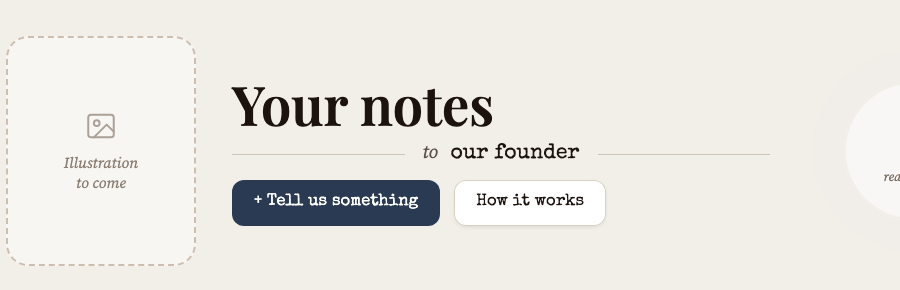 Illustration
to come
Your notes
to our founder
+ Tell us something
How it works